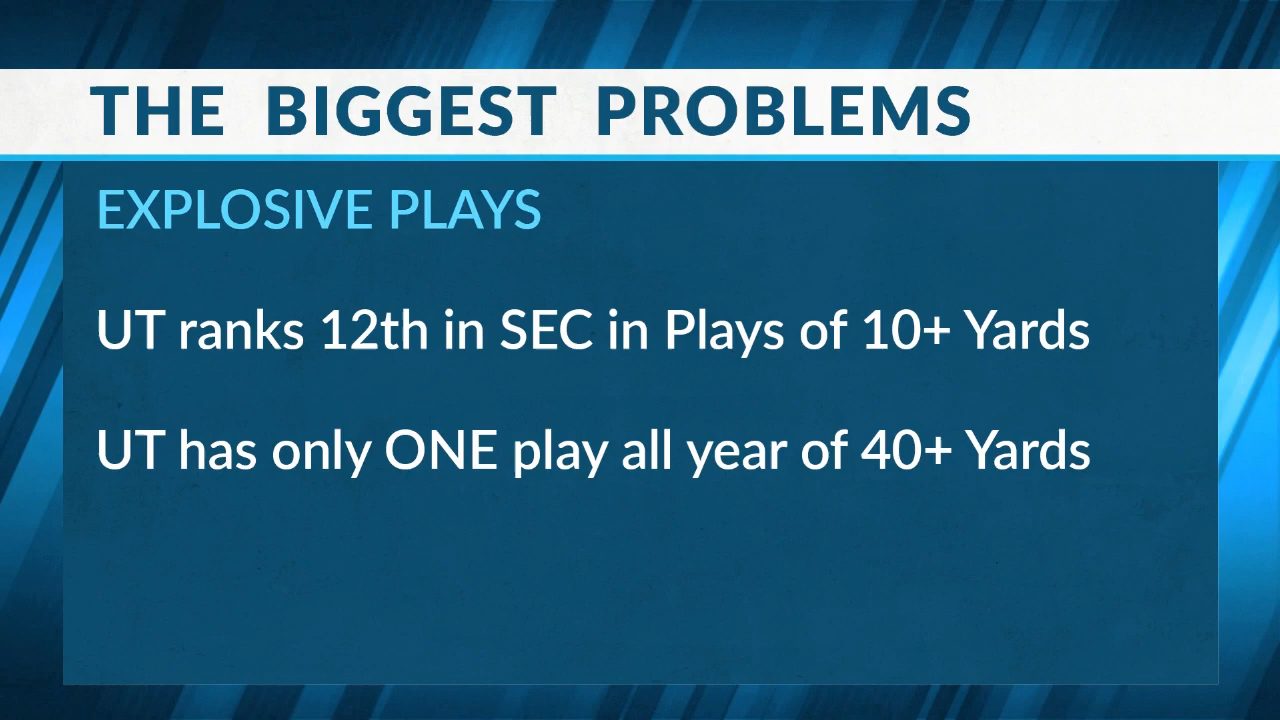 THE BIGGEST PROBLEMS
EXPLOSIVE PLAYS
UT ranks 12th in SEC in Plays of 10+ Yards
UT has only ONE play all year of 40+ Yards